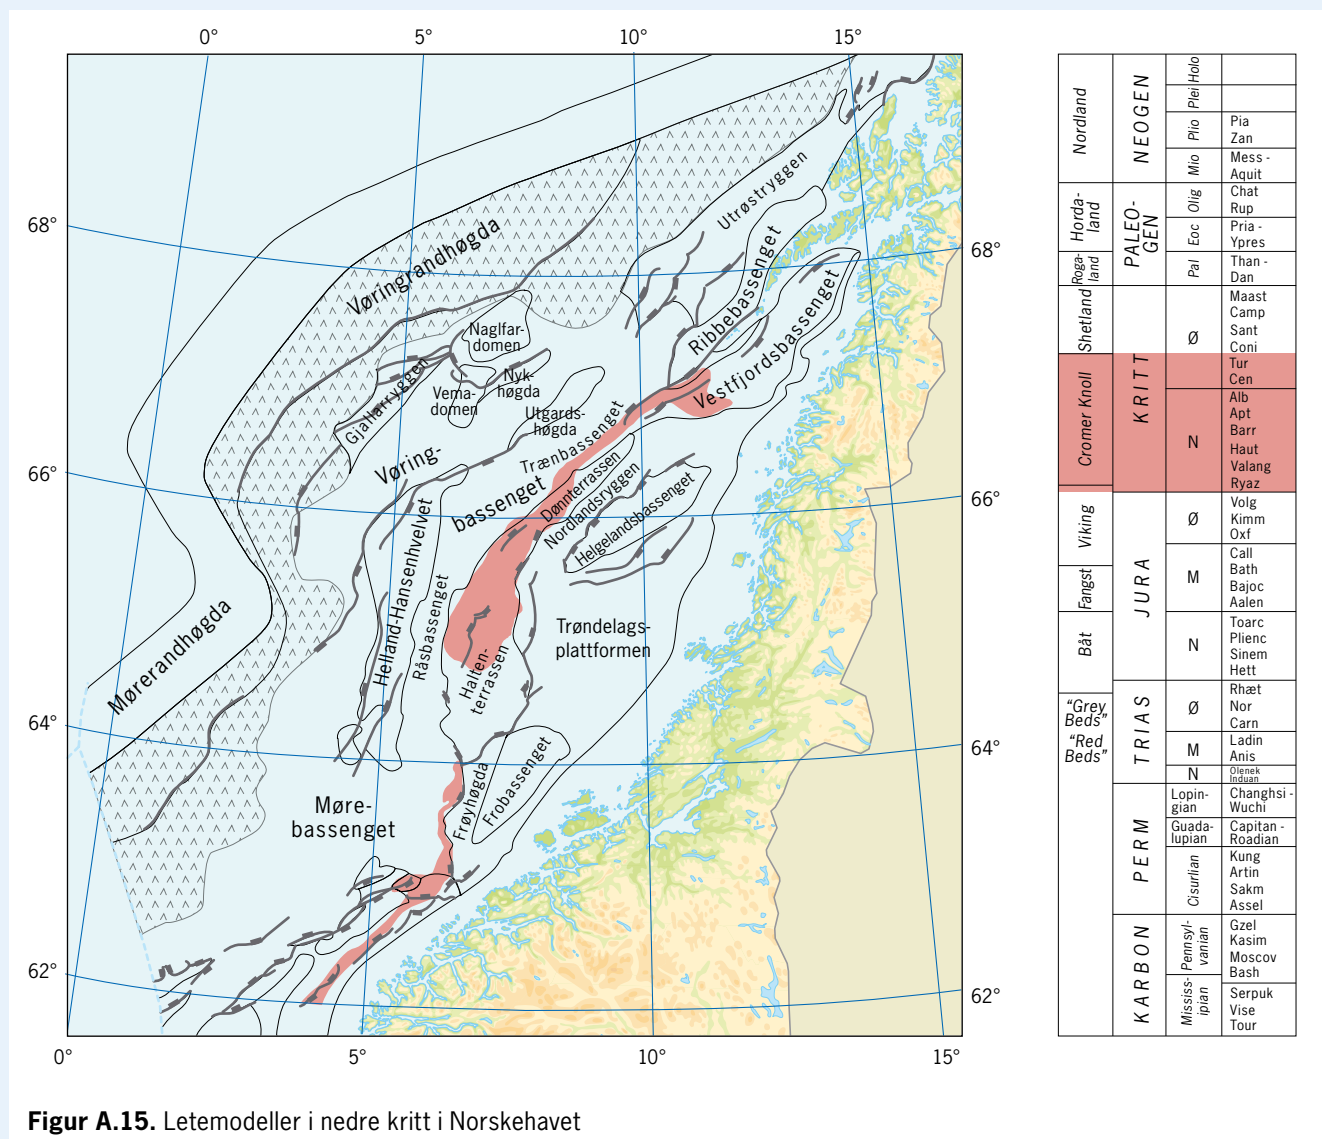 0°
5°
10°
15°
68°
66°
64°
62°
68°
66°
64°
62°
0°
5°
10°
15°
Utrøstryggen
Vøringrandhøgda
Ribbebassenget
Vestfjordsbassenget
Naglfar-
domen
Nyk-
høgda
Vema-
domen
Gjallarryggen
Utgards-
høgda
Trænbassenget
Vøring-
bassenget
Dønnterrassen
Nordlandsryggen
Helgelandsbassenget
Helland-Hansenhvelvet
Råsbassenget
Mørerandhøgda
Trøndelags-
plattformen
Halten-
terrassen
Frøyhøgda
Frobassenget
Møre-
bassenget
Nordland
Horda-
land
Roga-
land
Shetland
Cromer Knoll
Viking
Fangst
Båt
“Grey
Beds”
“Red
Beds”
NEOGEN
PALEO-
GEN
KRITT
JURA
TRIAS
PERM
KARBON
Holo
Plei
Plio
Mio
Olig
Eoc
Pal
Ø
N
Ø
M
N
Ø
M
N
Lopin-
gian
Guada-
lupian
Cisurlian
Pennsyl-
vanian
Mississ-
ipian
Pia
Zan
Mess -
Aquit
Chat
Rup
Pria -
Ypres
Than -
Dan
Maast
Camp
Sant
Coni
Tur
Cen
Alb
Apt
Barr
Haut
Valang
Ryaz
Volg
Kimm
Oxf
Call
Bath
Bajoc
Aalen
Toarc
Plienc
Sinem
Hett
Rhæt
Nor
Carn
Ladin
Anis
Olenek
Induan
Changhsi -
Wuchi
Capitan -
Roadian
Kung
Artin
Sakm
Assel
Gzel
Kasim
Moscov
Bash
Serpuk
Vise
Tour
Figur A.15. Letemodeller i nedre kritt i Norskehavet